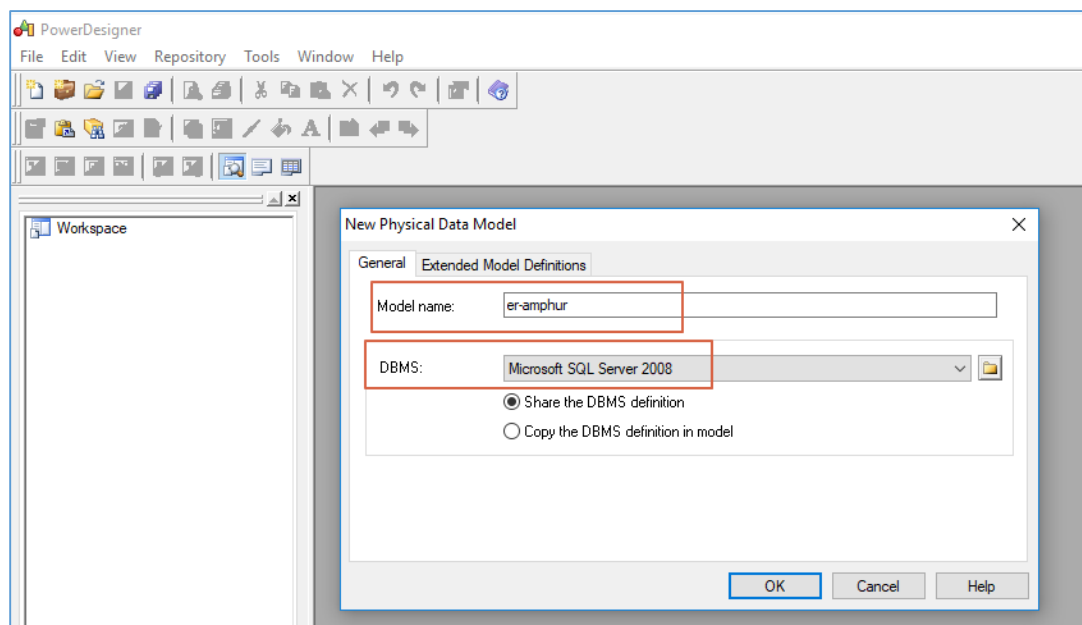 PowerDesigner
File Edit View Repository Tools Window Help
Workspace
New Physical Data Model
General Extended Model Definitions
Model name: er-amphur
DBMS: Microsoft SQL Server 2008
Share the DBMS definition
Copy the DBMS definition in model
OK Cancel Help